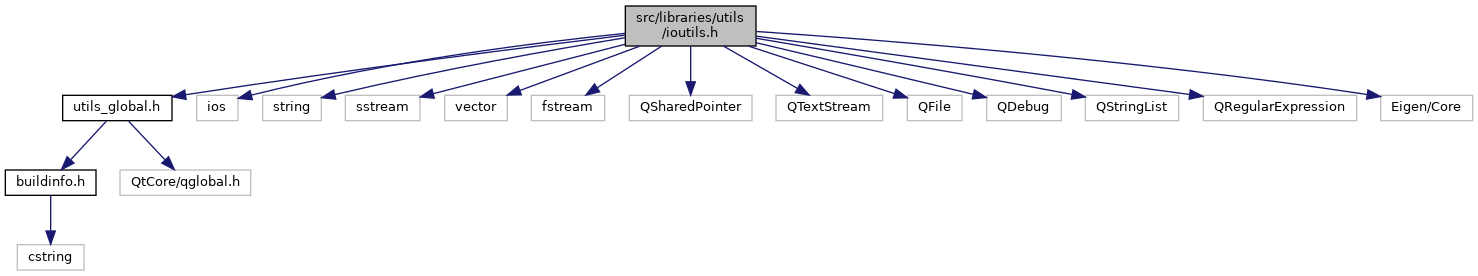 src/libraries/utils
/ioutils.h
utils_global.h
ios
string
sstream
vector
fstream
QSharedPointer
QTextStream
QFile
QDebug
QStringList
QRegularExpression
Eigen/Core
buildinfo.h
QtCore/qglobal.h
cstring